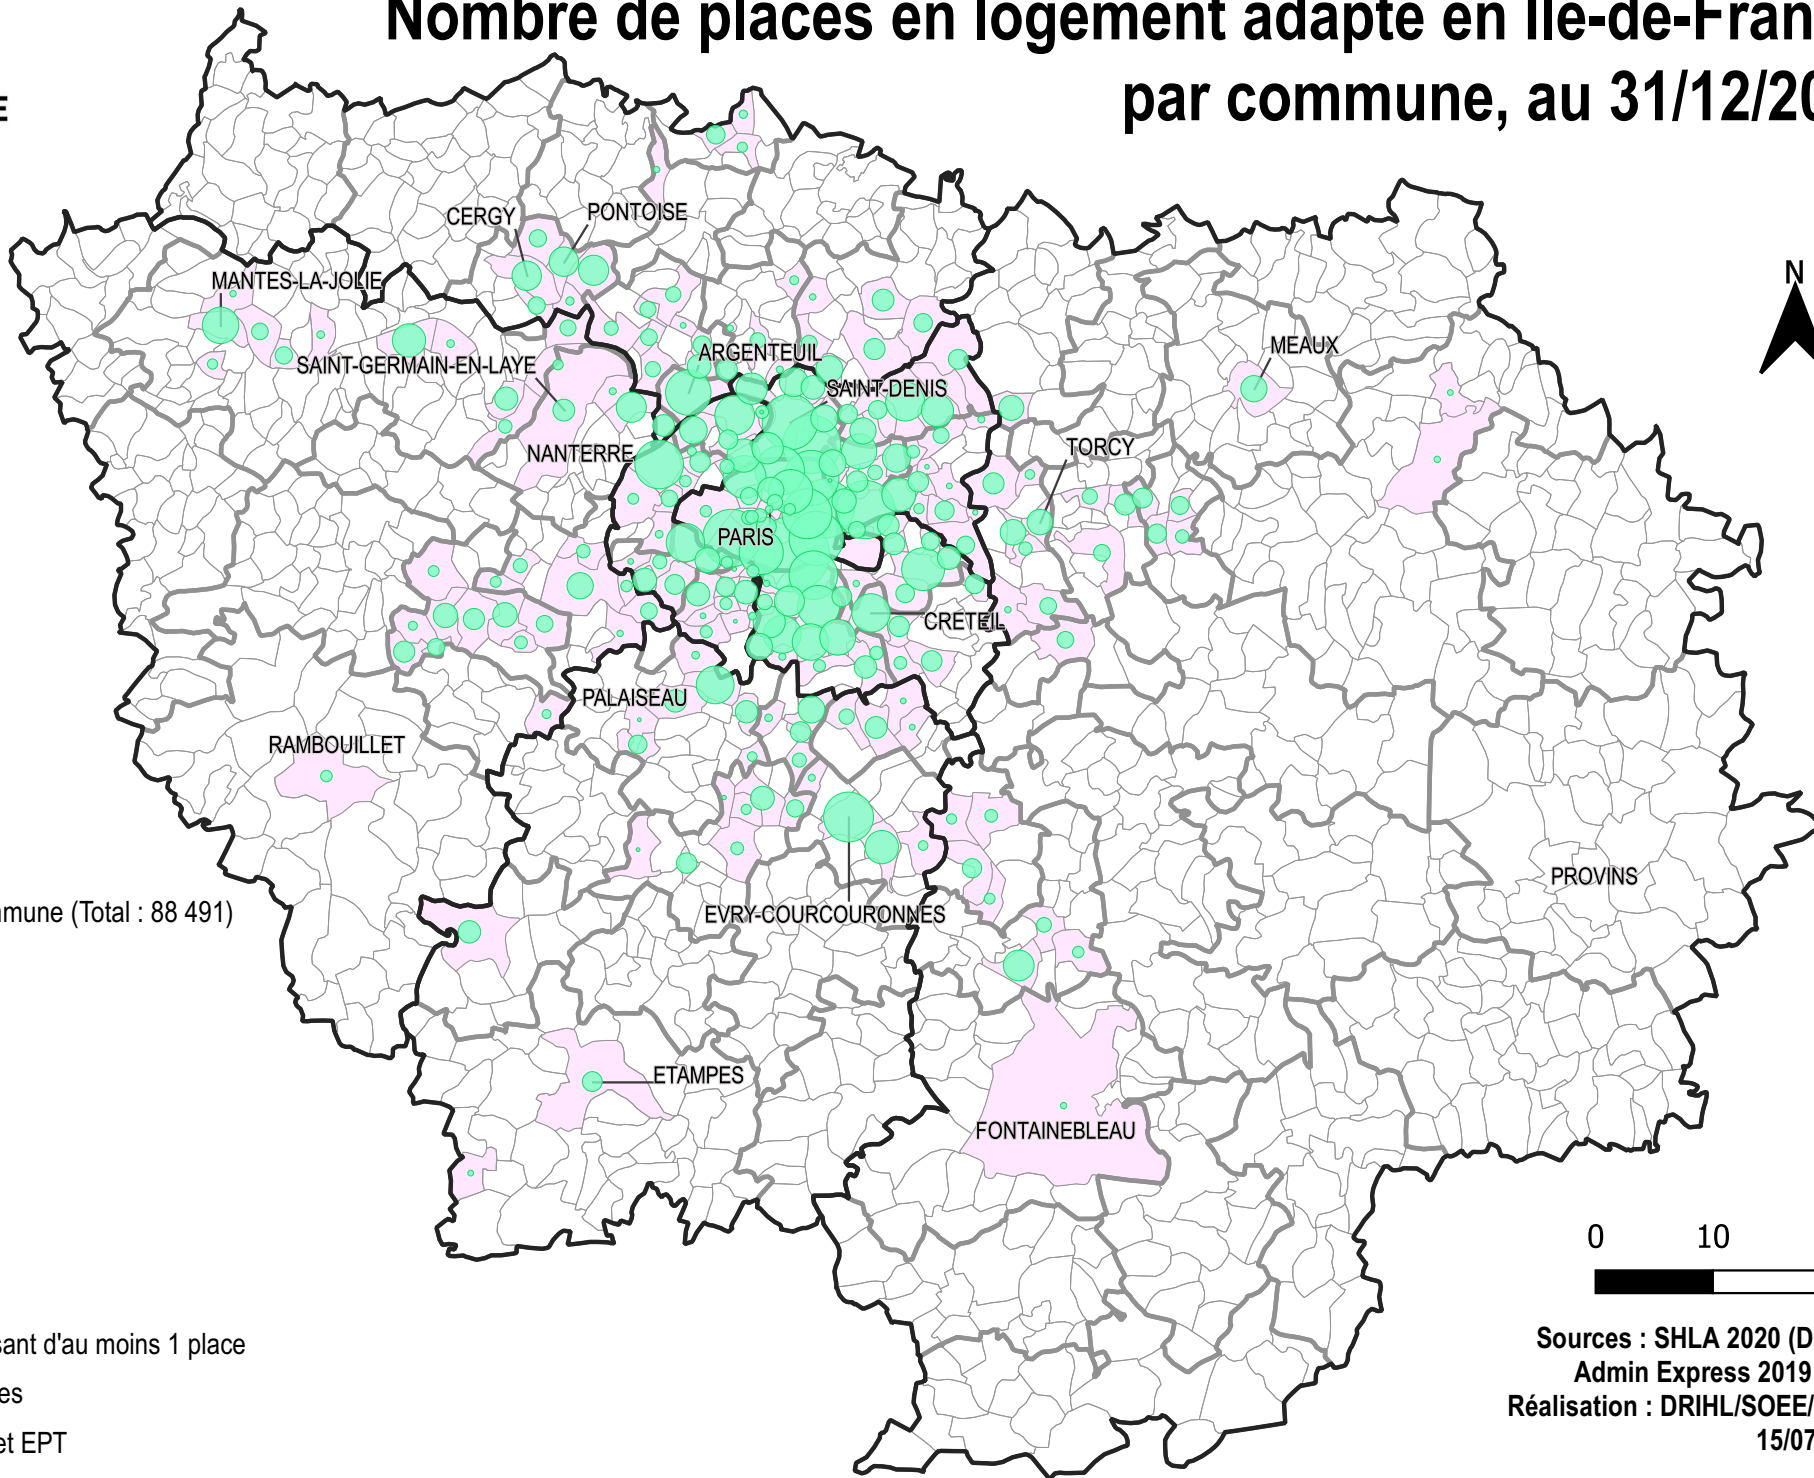 Nombre de places en logement adapté en Île-de-Fran
par commune, au 31/12/20
E
N
CERGY
PONTOISE
MANTES-LA-JOLIE
SAINT-GERMAIN-EN-LAYE
ARGENTEUIL
MEAUX
SAINT-DENIS
NANTERRE
TORCY
PARIS
CRETEIL
PALAISEAU
RAMBOUILLET
PROVINS
mmune (Total : 88 491)
EVRY-COURCOURONNES
ETAMPES
FONTAINEBLEAU
0 10
sant d'au moins 1 place
es
et EPT
Sources : SHLA 2020 (D
Admin Express 2019
Réalisation : DRIHL/SOEE/
15/07